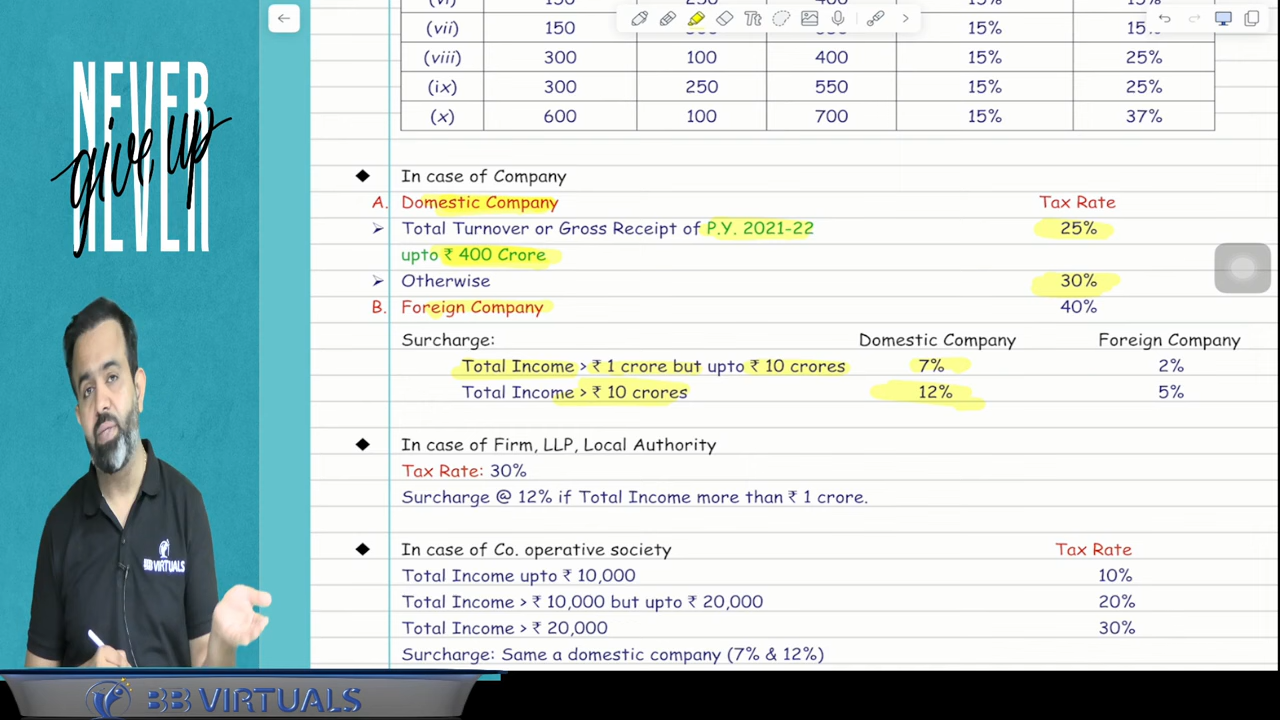 NEVER
give up
NEVER
(vii) 150 15%
(viii) 300 100 400 15% 25%
(ix) 300 250 550 15% 25%
(x) 600 100 700 15% 37%
In case of Company
A. Domestic Company Tax Rate
Total Turnover or Gross Receipt of P.Y. 2021-22 25%
upto ₹ 400 Crore
Otherwise 30%
B. Foreign Company 40%
Surcharge: Domestic Company Foreign Company
Total Income > ₹ 1 crore but upto ₹ 10 crores 7% 2%
Total Income > ₹ 10 crores 12% 5%
In case of Firm, LLP, Local Authority
Tax Rate: 30%
Surcharge @ 12% if Total Income more than ₹ 1 crore.
In case of Co. operative society Tax Rate
Total Income upto ₹ 10,000 10%
Total Income > ₹ 10,000 but upto ₹ 20,000 20%
Total Income > ₹ 20,000 30%
Surcharge: Same a domestic company (7% & 12%)
BB VIRTUALS
BB VIRTUALS